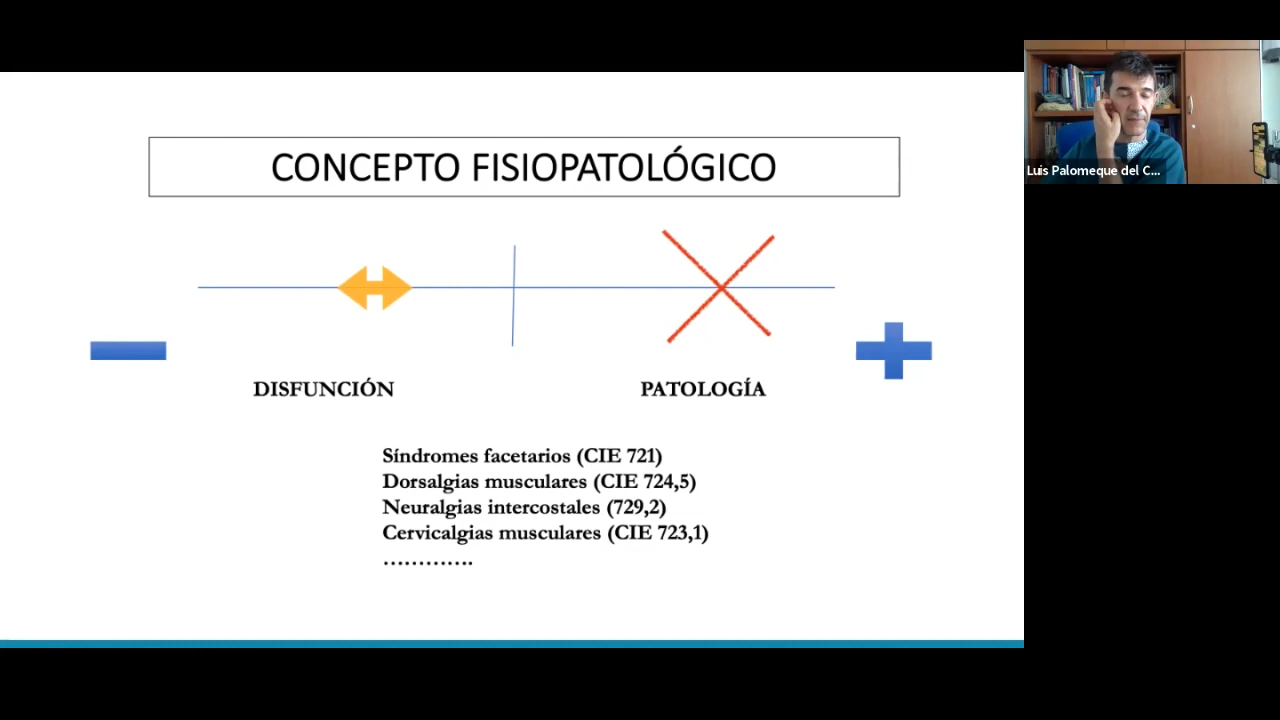 CONCEPTO FISIOPATOLÓGICO
DISFUNCIÓN
PATOLOGÍA
Síndromes facetarios (CIE 721)
Dorsalgias musculares (CIE 724,5)
Neuralgias intercostales (729,2)
Cervicalgias musculares (CIE 723,1)
.............
Luis Palomeque del C...